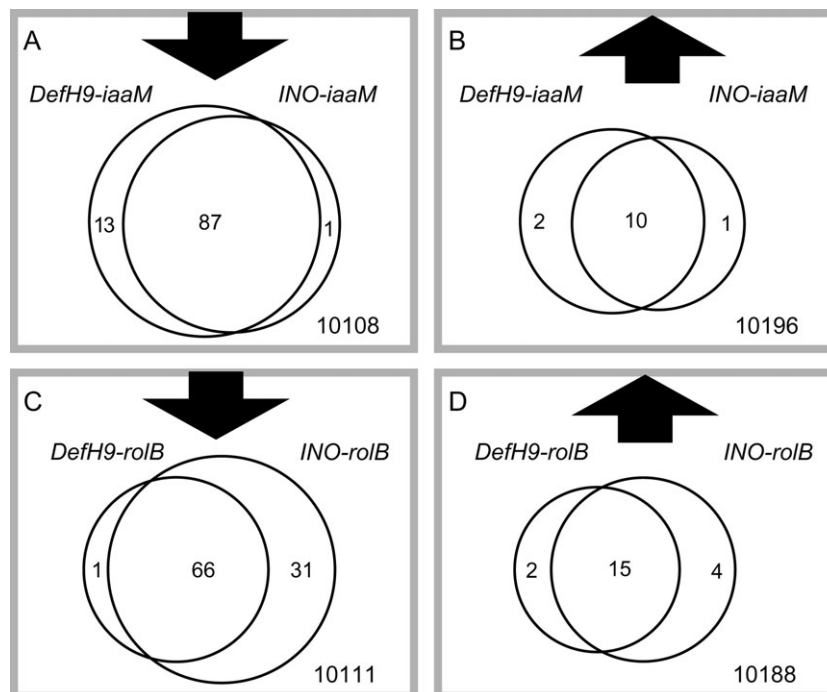 A
DefH9-iaaM INO-iaaM
13 87 1
10108
B
DefH9-iaaM INO-iaaM
2 10 1
10196
C
DefH9-rolB INO-rolB
1 66 31
10111
D
DefH9-rolB INO-rolB
2 15 4
10188